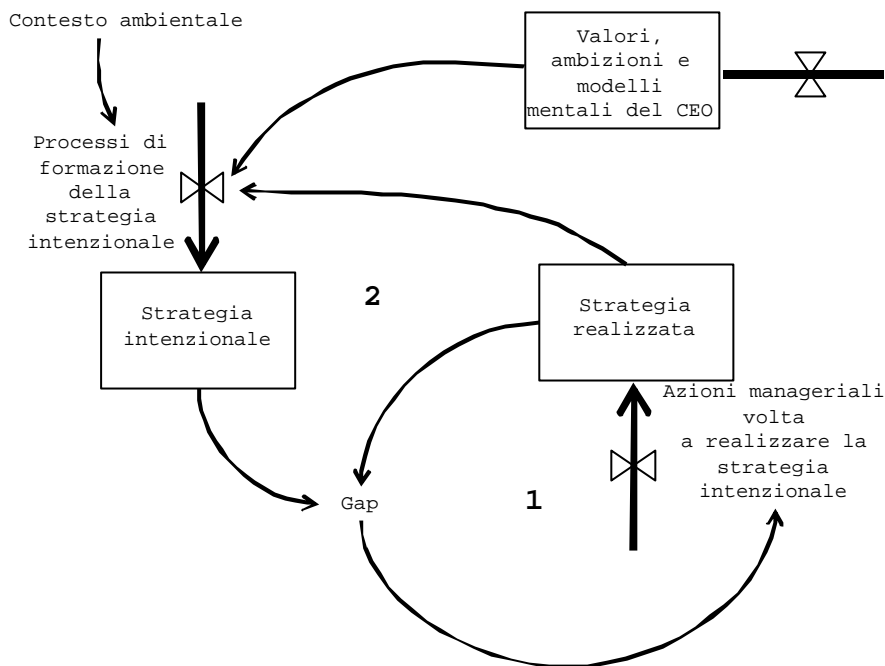 Contesto ambientale
Valori,
ambizioni e
modelli
mentali del CEO
Processi di
formazione
della
strategia
intenzionale
Strategia
intenzionale
2
Strategia
realizzata
Azioni manageriali
volta
a realizzare la
strategia
intenzionale
Gap
1